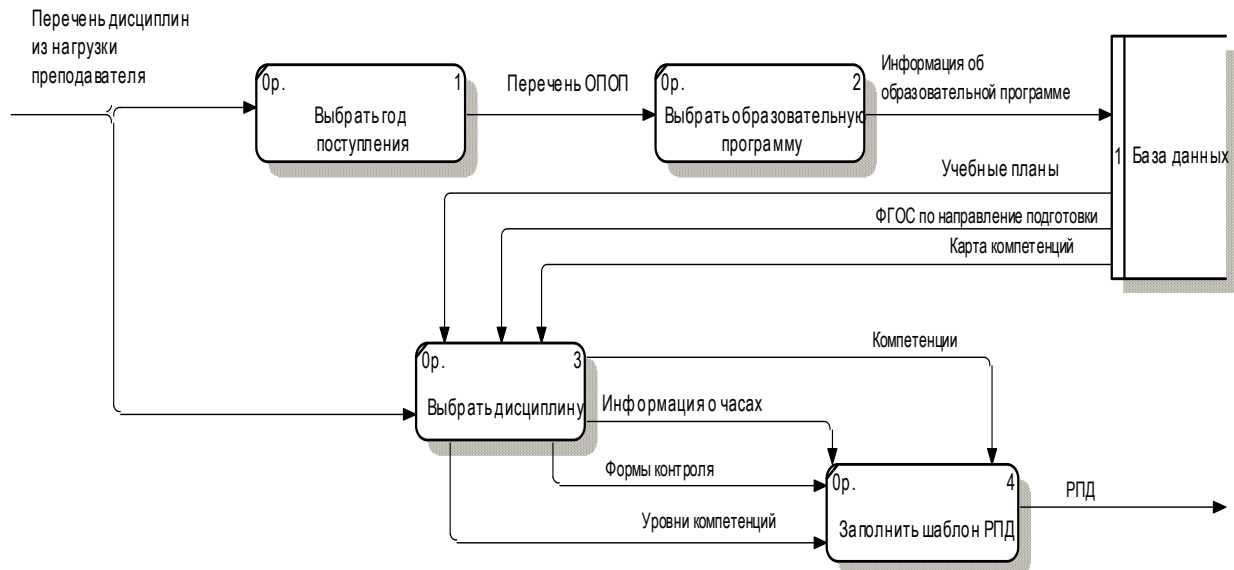 Перечень дисциплин
из нагрузки
преподавателя
0р.
1
Выбрать год
поступления
Перечень ОПОП
0р.
2
Выбрать образовательную
программу
Информация об
образовательной программе
1
База данных
Учебные планы
ФГОС по направление подготовки
Карта компетенций
0р.
3
Выбрать дисциплину
Компетенции
Информация о часах
Формы контроля
Уровни компетенций
0р.
4
Заполнить шаблон РПД
РПД